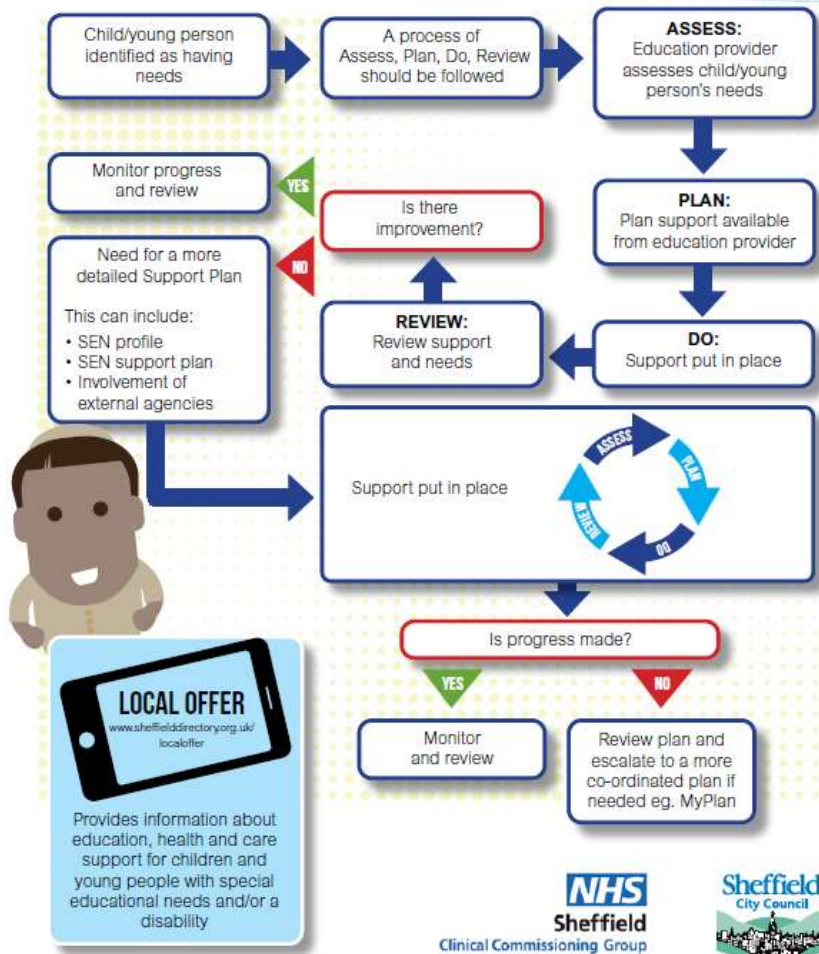 Child/young person
identified as having
needs
A process of
Assess, Plan, Do, Review
should be followed
ASSESS:
Education provider
assesses child/young
person's needs
PLAN:
Plan support available
from education provider
DO:
Support put in place
REVIEW:
Review support
and needs
Is there
improvement?
YES
Monitor progress
and review
NO
Need for a more
detailed Support Plan
This can include:
• SEN profile
• SEN support plan
• Involvement of
external agencies
Support put in place
ASSESS
PLAN
DO
REVIEW
Is progress made?
YES
NO
Monitor
and review
Review plan and
escalate to a more
co-ordinated plan if
needed eg. MyPlan
LOCAL OFFER
www.sheffielddirectory.org.uk/
localoffer
Provides information about
education, health and care
support for children and
young people with special
educational needs and/or a
disability
NHS
Sheffield
Clinical Commissioning Group
Sheffield
City Council